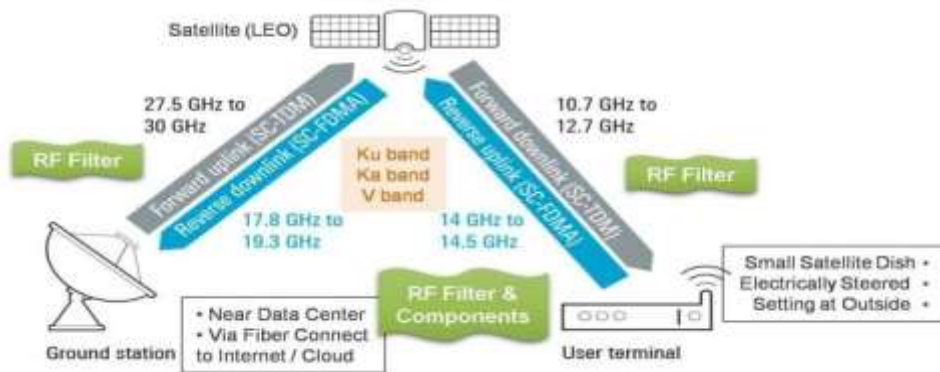 Satellite (LEO)
27.5 GHz to
30 GHz
Forward uplink (SC-TDM)
Reverse downlink (SC-FDMA)
RF Filter
17.8 GHz to
19.3 GHz
Ku band
Ka band
V band
10.7 GHz to
12.7 GHz
Forward downlink (SC-TDM)
Reverse uplink (SC-FDMA)
RF Filter
14 GHz to
14.5 GHz
RF Filter &
Components
Ground station
• Near Data Center
• Via Fiber Connect
to Internet / Cloud
User terminal
Small Satellite Dish •
Electrically Steered •
Setting at Outside •